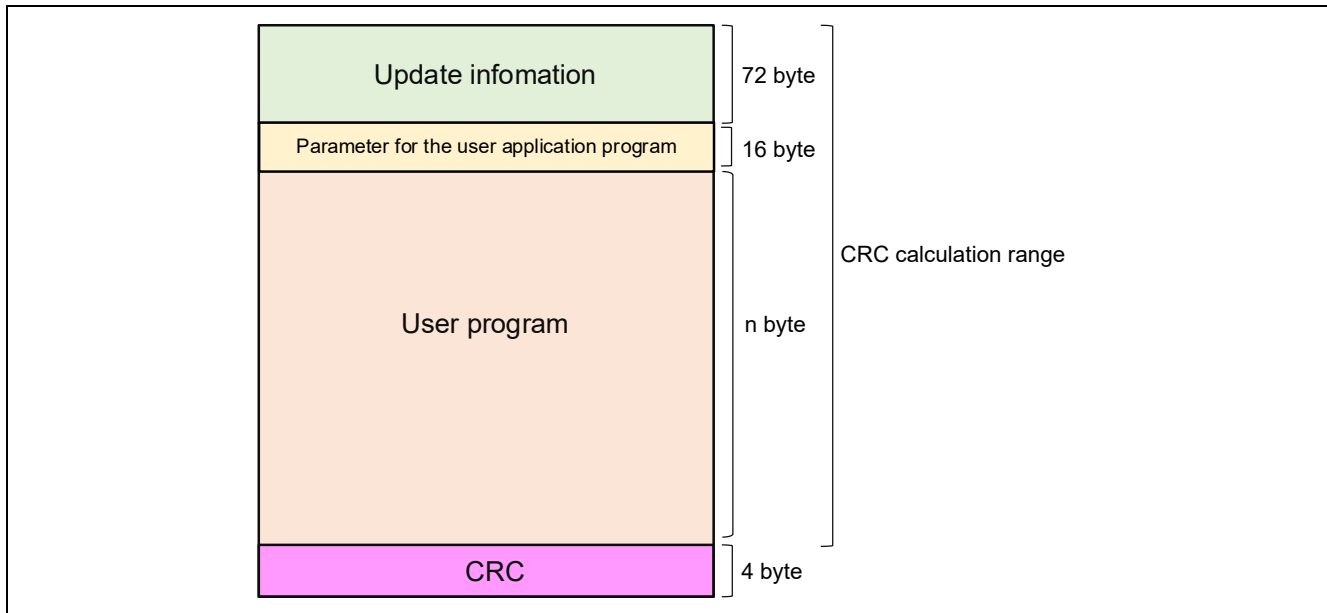 Update infomation
72 byte
Parameter for the user application program
16 byte
CRC calculation range
User program
n byte
CRC
4 byte